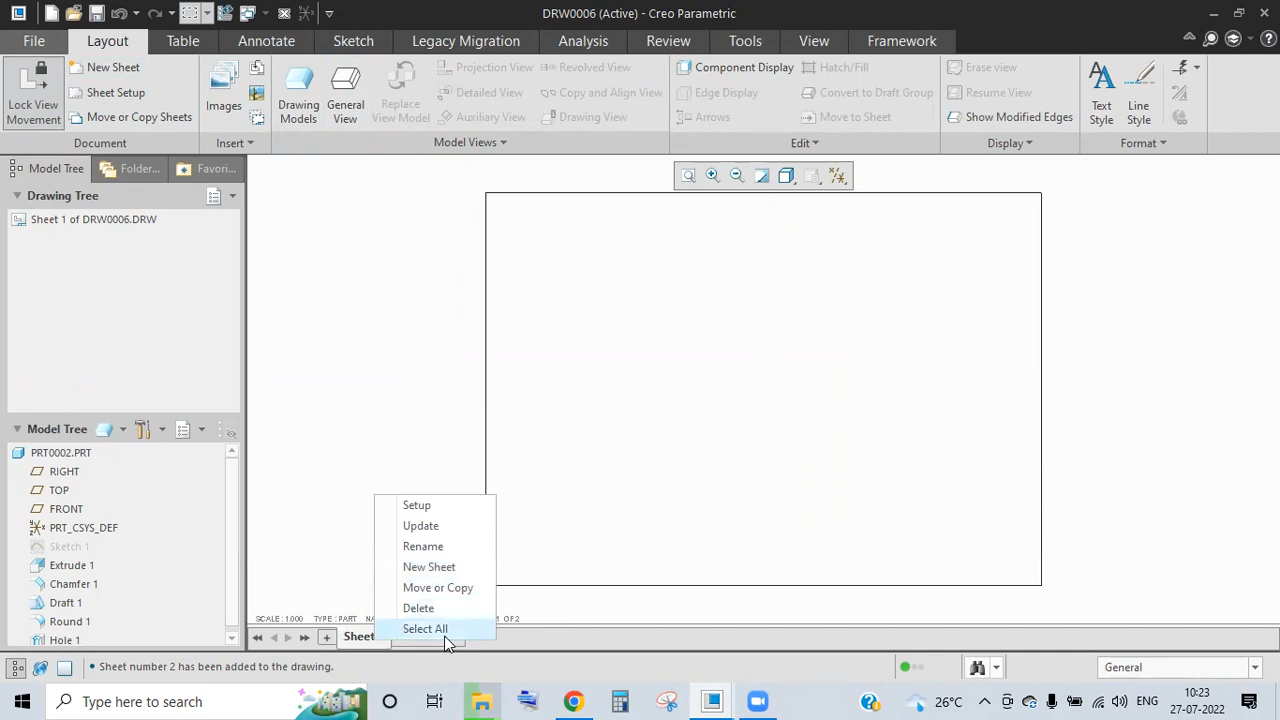 DRW0006 (Active) - Creo Parametric
File
Layout
Table
Annotate
Sketch
Legacy Migration
Analysis
Review
Tools
View
Framework
Lock View
Movement
New Sheet
Sheet Setup
Move or Copy Sheets
Document
Images
Insert
Drawing
Models
General
View
Replace
View Model
Projection View
Detailed View
Auxiliary View
Revolved View
Copy and Align View
Drawing View
Model Views
Component Display
Edge Display
Arrows
Hatch/Fill
Convert to Draft Group
Move to Sheet
Edit
Erase view
Resume View
Show Modified Edges
Display
Text
Style
Line
Style
Format
Model Tree
Folder...
Favori...
Drawing Tree
Sheet 1 of DRW0006.DRW
Model Tree
PRT0002.PRT
RIGHT
TOP
FRONT
PRT_CSYS_DEF
Sketch 1
Extrude 1
Chamfer 1
Draft 1
Round 1
Hole 1
Setup
Update
Rename
New Sheet
Move or Copy
Delete
Select All
SCALE : 1.000 TYPE : PART NA
1 OF 2
Sheet
• Sheet number 2 has been added to the drawing.
General
Type here to search
26°C
ENG
10:23
27-07-2022